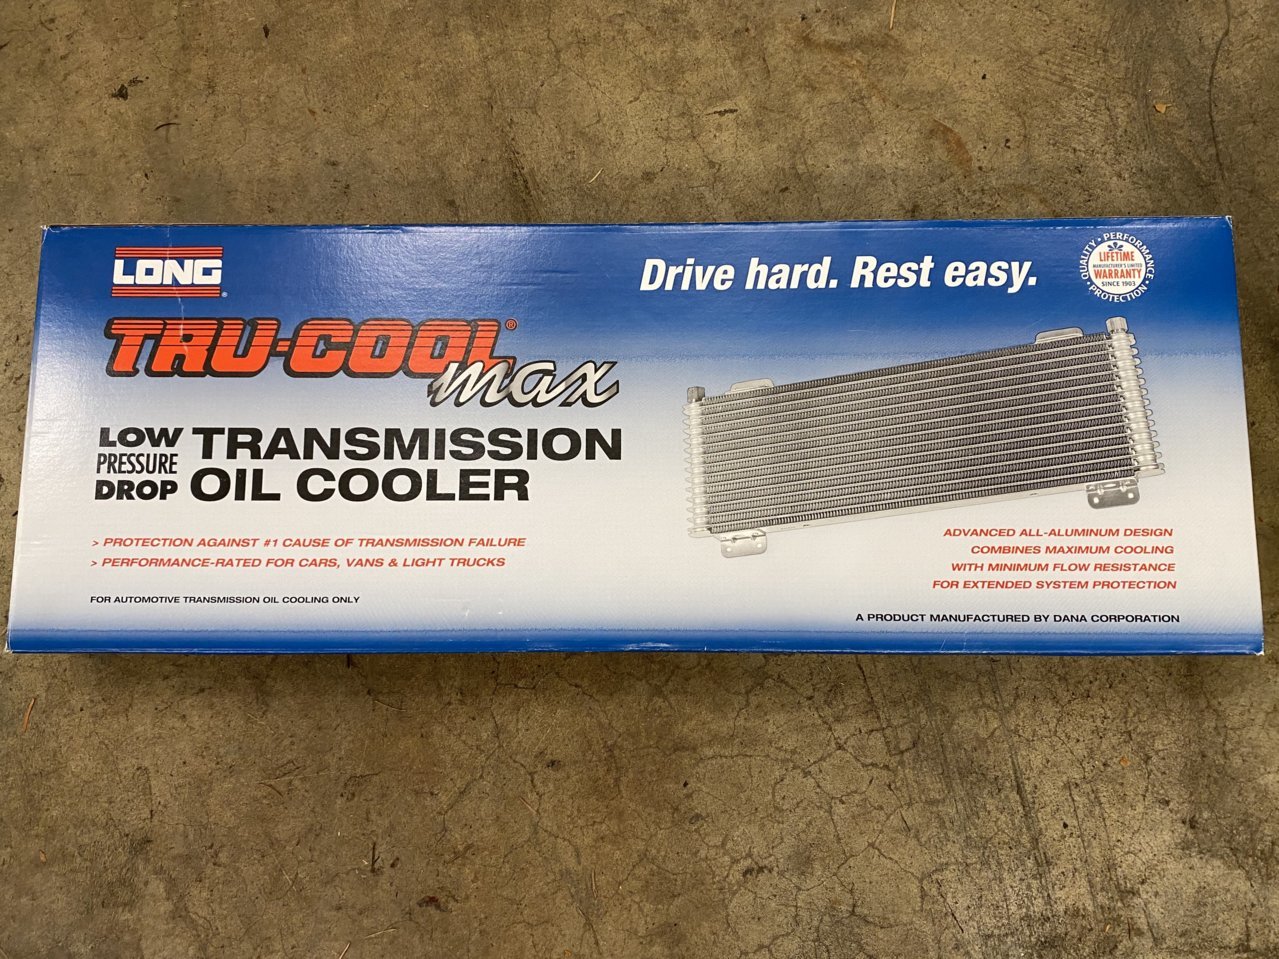 LONG®
Drive hard. Rest easy.
QUALITY • PERFORMANCE • PROTECTION •
LIFETIME
MANUFACTURER'S LIMITED
WARRANTY
SINCE 1903
TRU-COOL®
max
LOW PRESSURE DROP
TRANSMISSION
OIL COOLER
> PROTECTION AGAINST #1 CAUSE OF TRANSMISSION FAILURE
> PERFORMANCE-RATED FOR CARS, VANS & LIGHT TRUCKS
FOR AUTOMOTIVE TRANSMISSION OIL COOLING ONLY
ADVANCED ALL-ALUMINUM DESIGN
COMBINES MAXIMUM COOLING
WITH MINIMUM FLOW RESISTANCE
FOR EXTENDED SYSTEM PROTECTION
A PRODUCT MANUFACTURED BY DANA CORPORATION